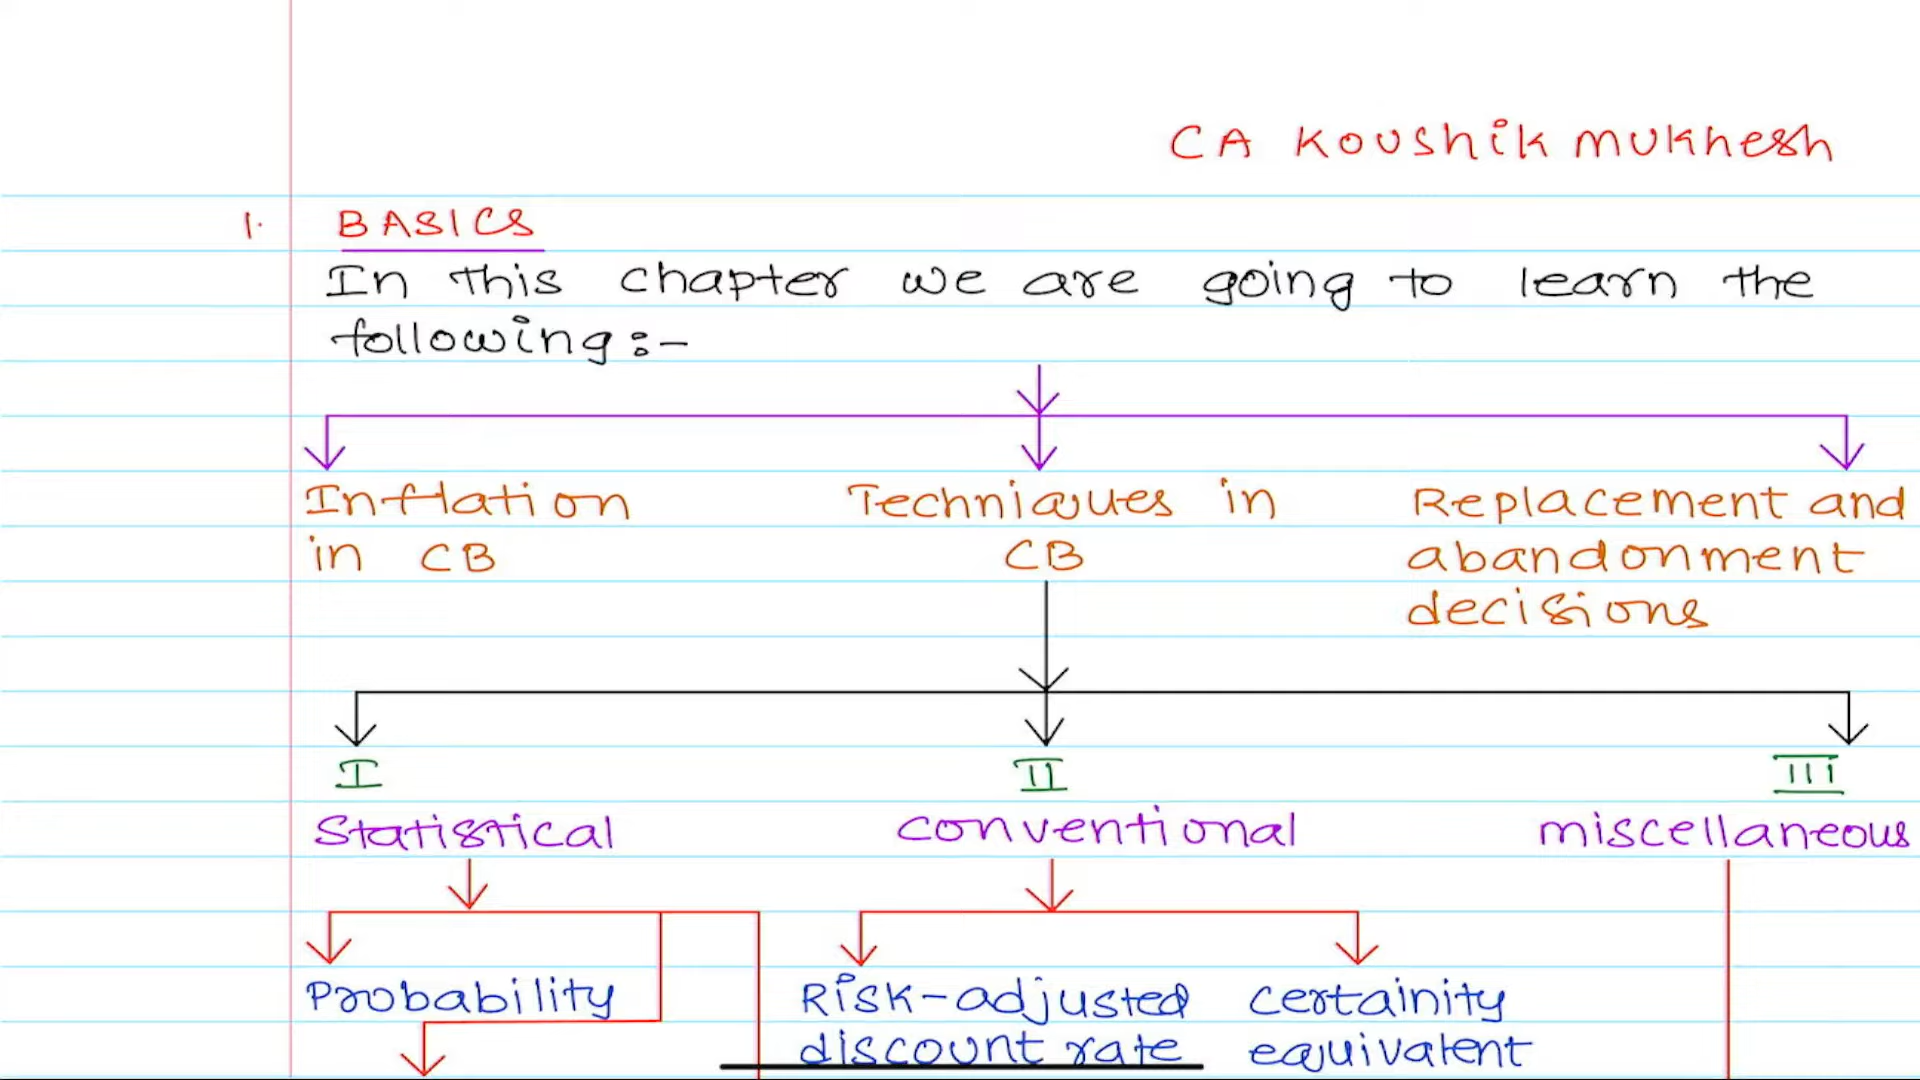 CA Koushik mukhesh
1. BASICS
In this chapter we are going to learn the
following:-
Inflation Techniques in Replacement and
in CB CB abandonment
decisions
I II III
Statistical conventional miscellaneous
Probability Risk-adjusted certainity
discount rate equivalent